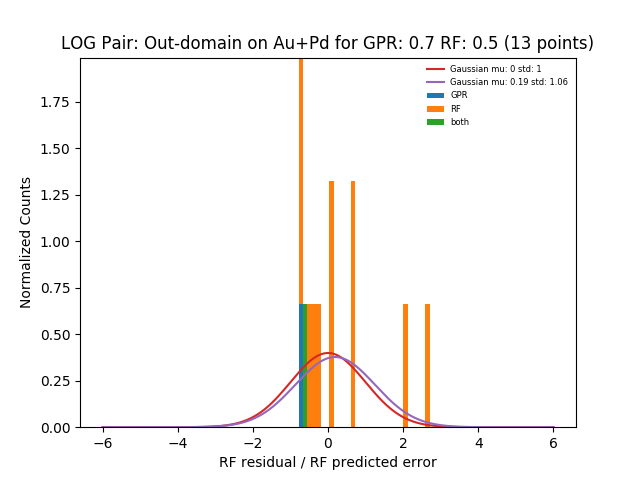 LOG Pair: Out-domain on Au+Pd for GPR: 0.7 RF: 0.5 (13 points)
Gaussian mu: 0 std: 1
Gaussian mu: 0.19 std: 1.06
GPR
RF
both
Normalized Counts
1.75
1.50
1.25
1.00
0.75
0.50
0.25
0.00
−6 −4 −2 0 2 4 6
RF residual / RF predicted error